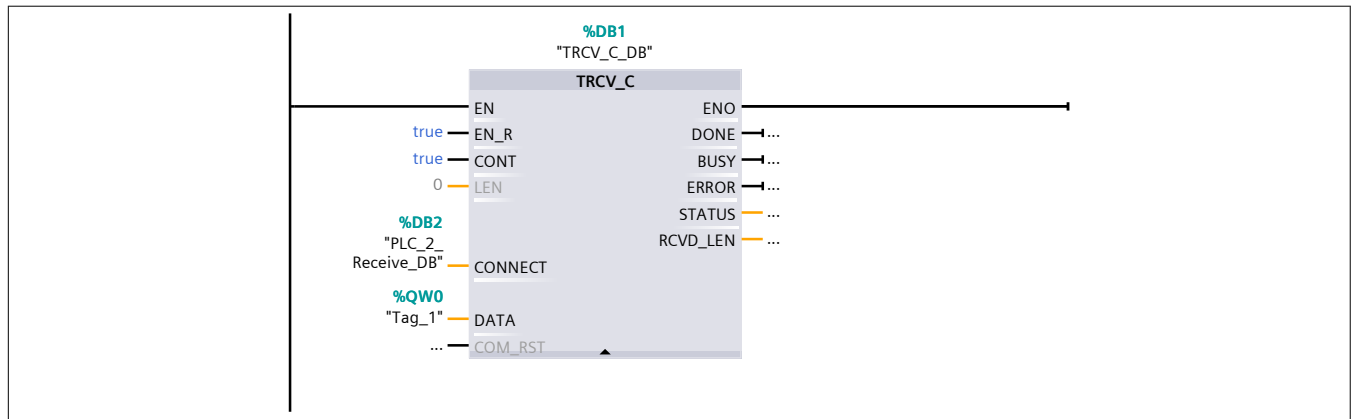 %DB1
"TRCV_C_DB"
TRCV_C
EN ENO
true EN_R DONE ...
true CONT BUSY ...
0 LEN ERROR ...
STATUS ...
%DB2
"PLC_2_
RCVD_LEN ...
Receive_DB" CONNECT
%QW0
"Tag_1" DATA
... COM_RST